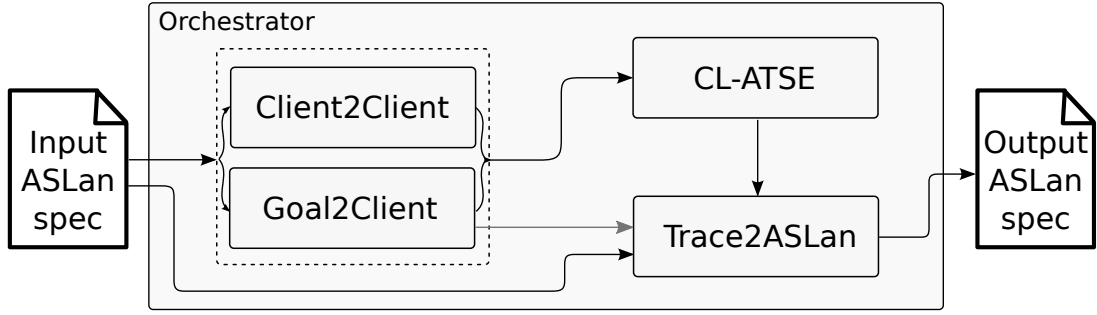 Orchestrator
Input
ASLan
spec
Client2Client
Goal2Client
CL-ATSE
Trace2ASLan
Output
ASLan
spec